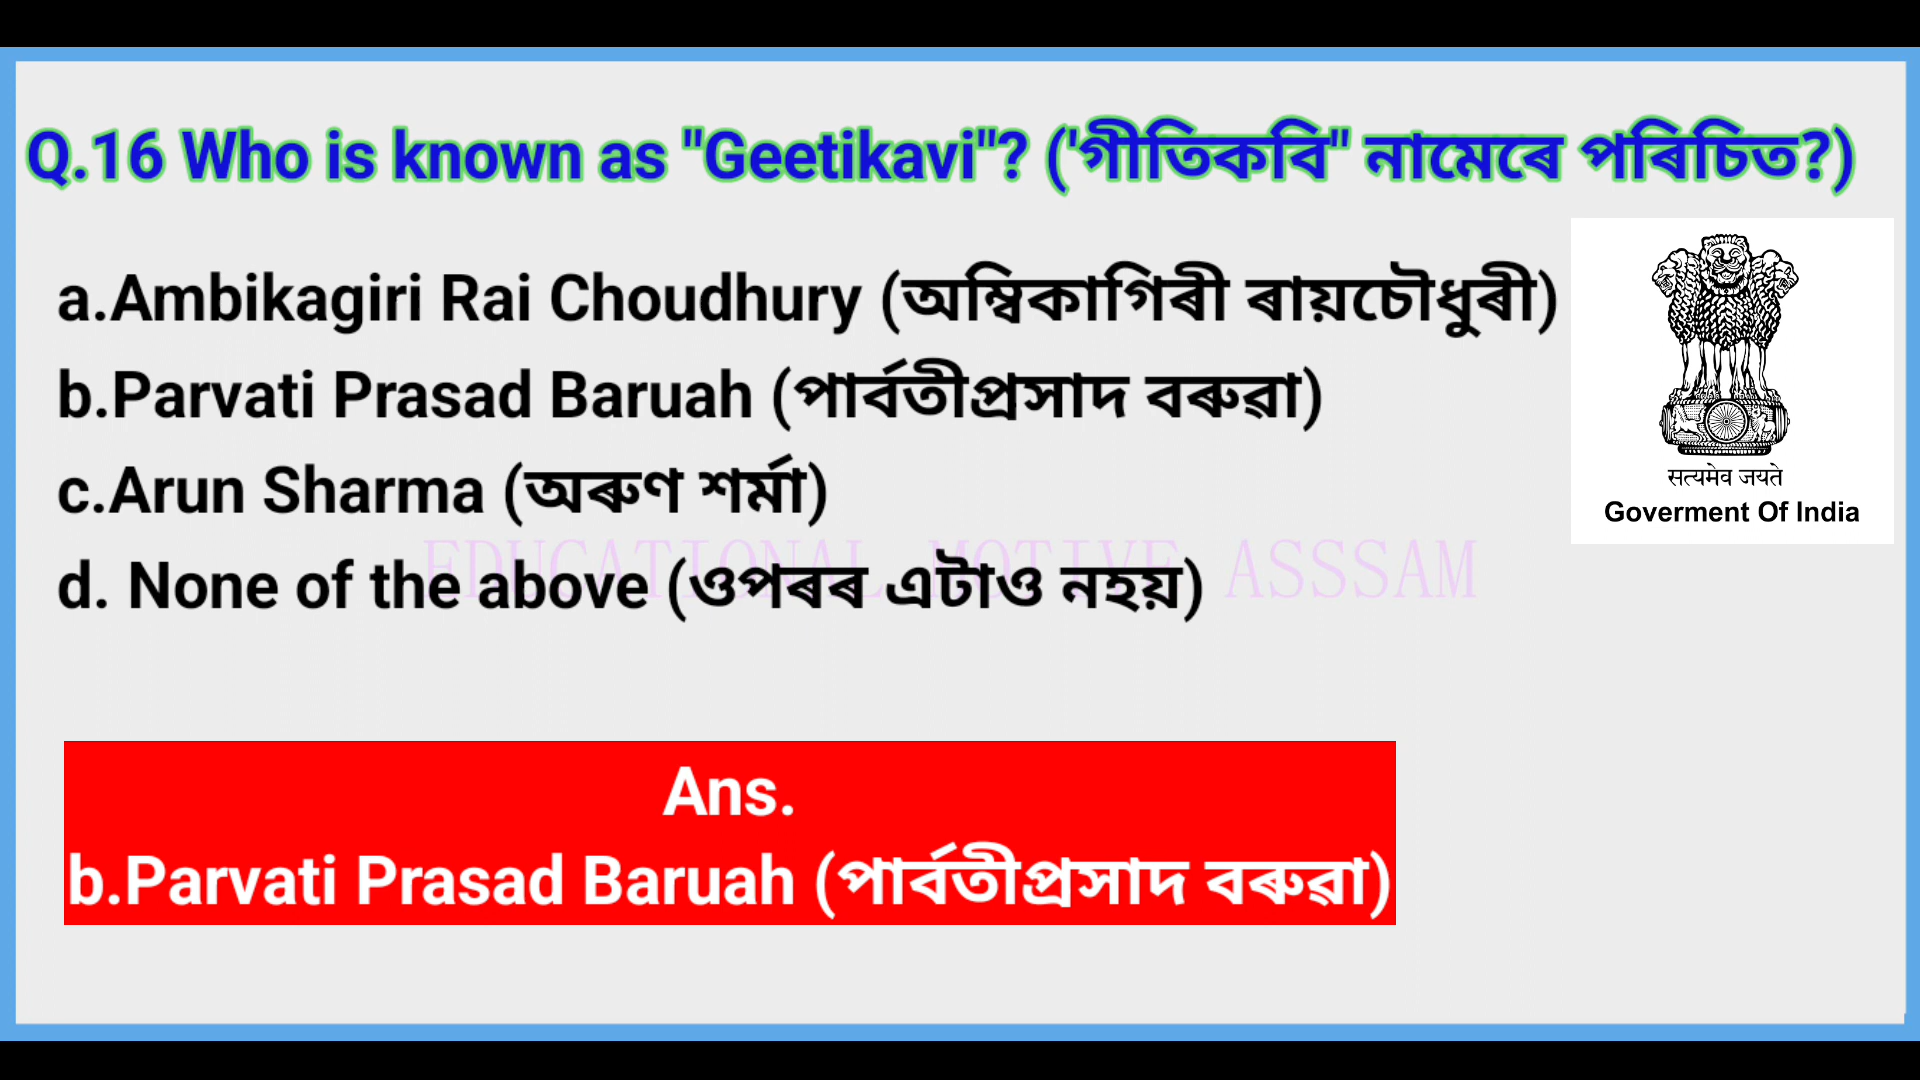 Q.16 Who is known as "Geetikavi"? ('গীতিকবি" নামেৰে পৰিচিত?)
a.Ambikagiri Rai Choudhury (অম্বিকাগিৰী ৰায়চৌধুৰী)
b.Parvati Prasad Baruah (পাৰ্বতীপ্ৰসাদ বৰুৱা)
c.Arun Sharma (অৰুণ শৰ্মা)
d. None of the above (ওপৰৰ এটাও নহয়)
EDUCATIONAL MOTIVE ASSSAM
सत्यमेव जयते
Goverment Of India
Ans.
b.Parvati Prasad Baruah (পাৰ্বতীপ্ৰসাদ বৰুৱা)